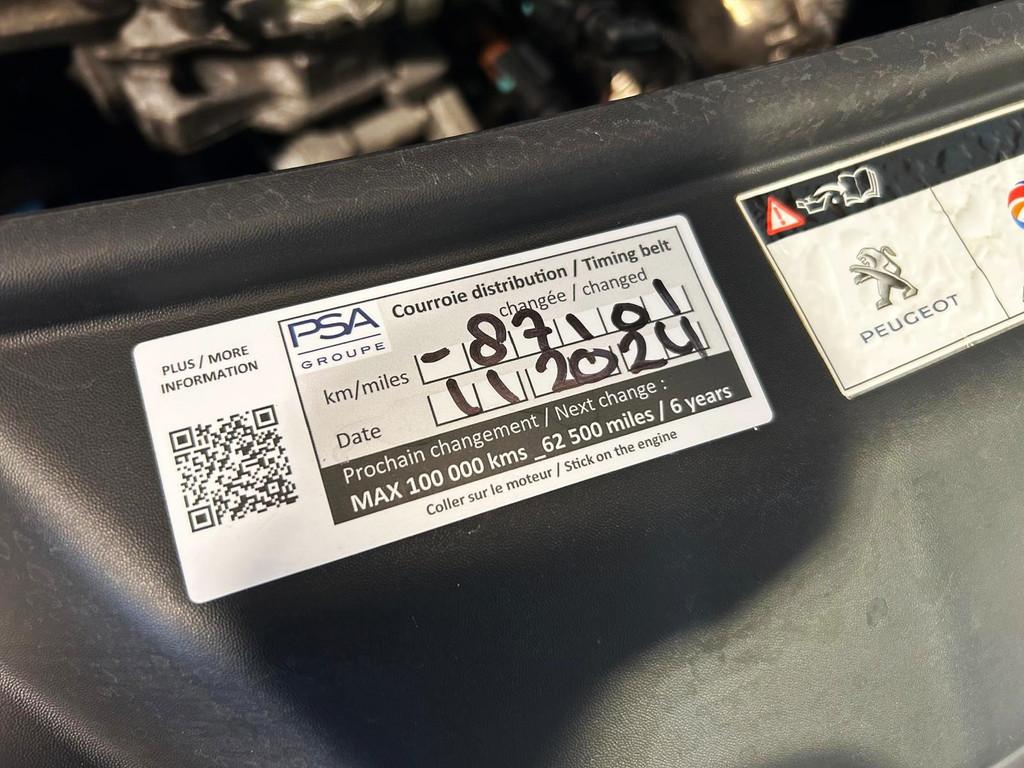 PLUS / MORE
INFORMATION
PSA
GROUPE
Courroie distribution / Timing belt
changée / changed
km/miles - 87101
Date 11 2024
Prochain changement / Next change :
MAX 100 000 kms _62 500 miles / 6 years
Coller sur le moteur / Stick on the engine
PEUGEOT